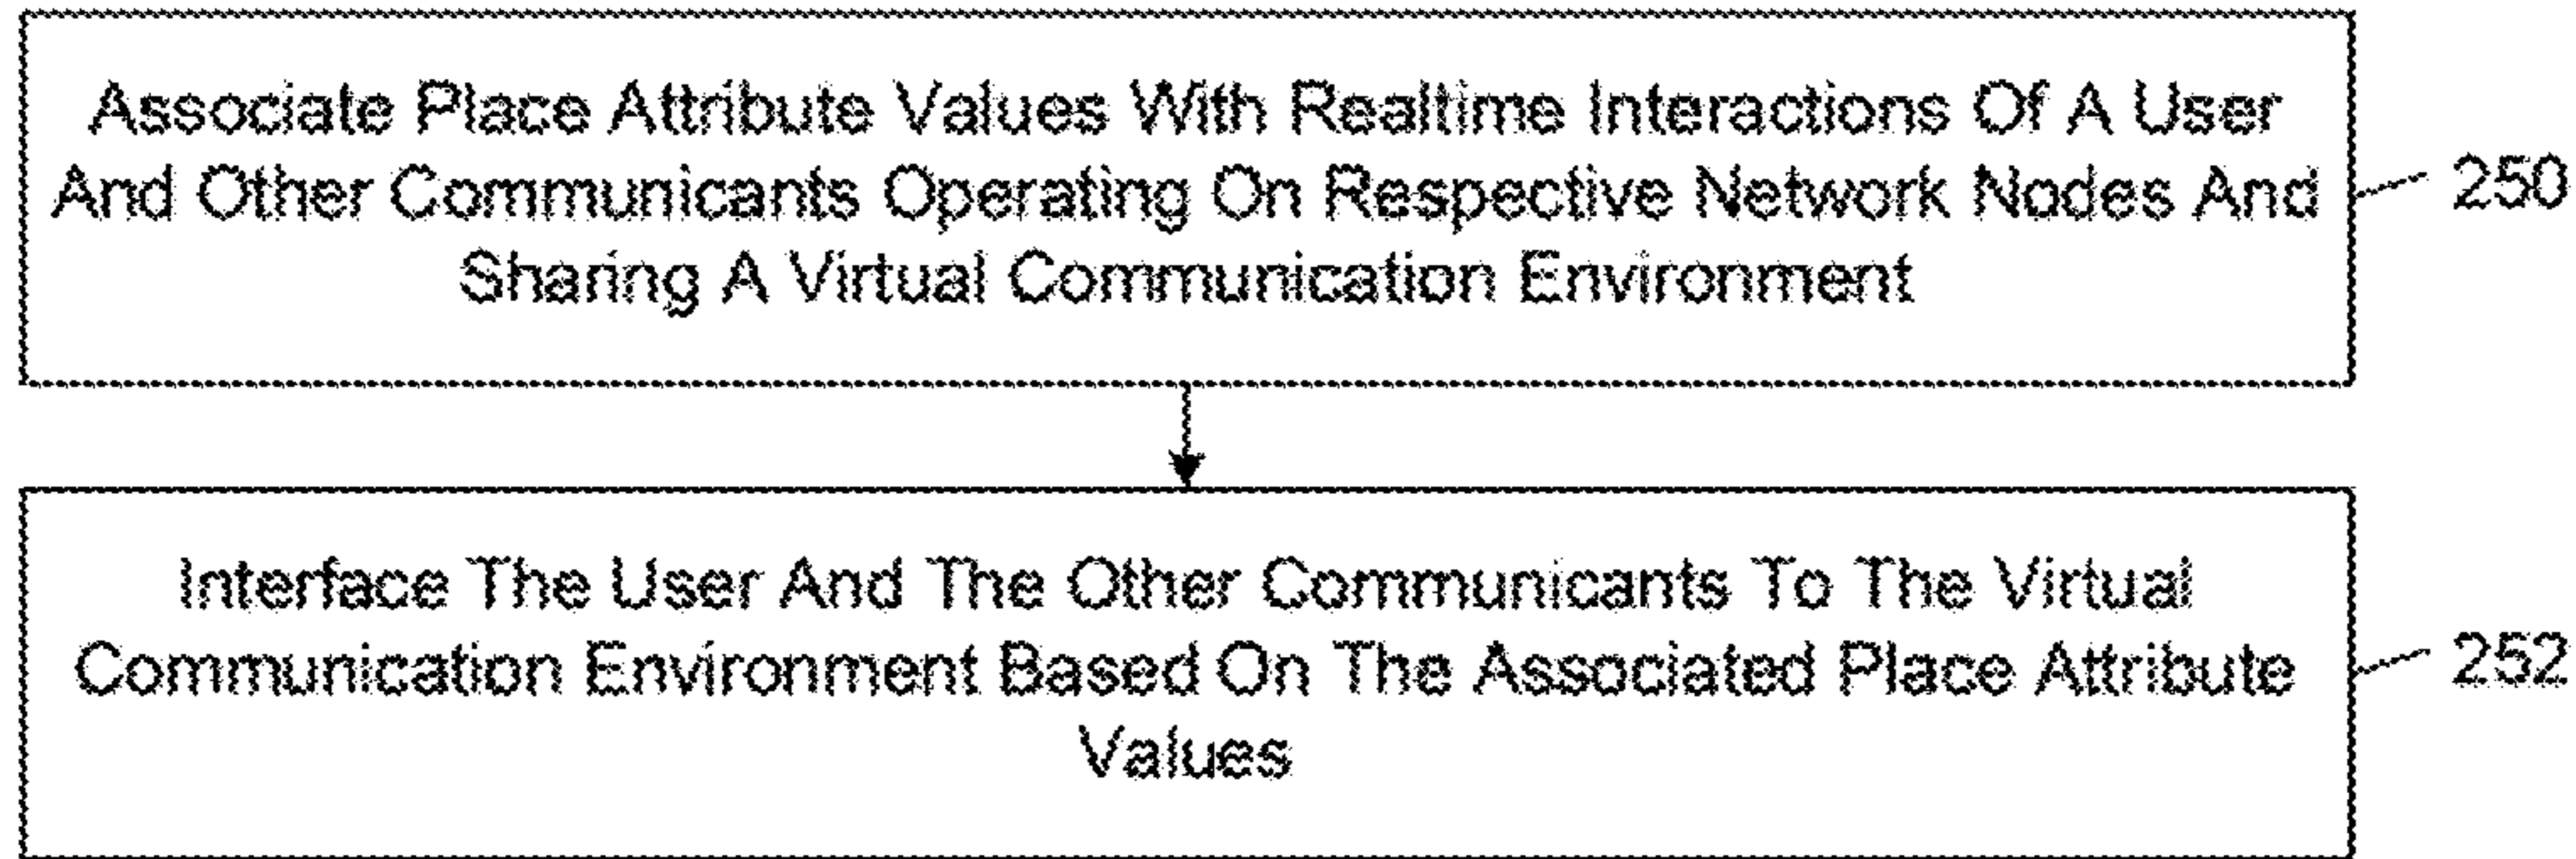 Associate Place Attribute Values With Realtime Interactions Of A User
And Other Communicants Operating On Respective Network Nodes And
Sharing A Virtual Communication Environment
250
Interface The User And The Other Communicants To The Virtual
Communication Environment Based On The Associated Place Attribute
Values
252